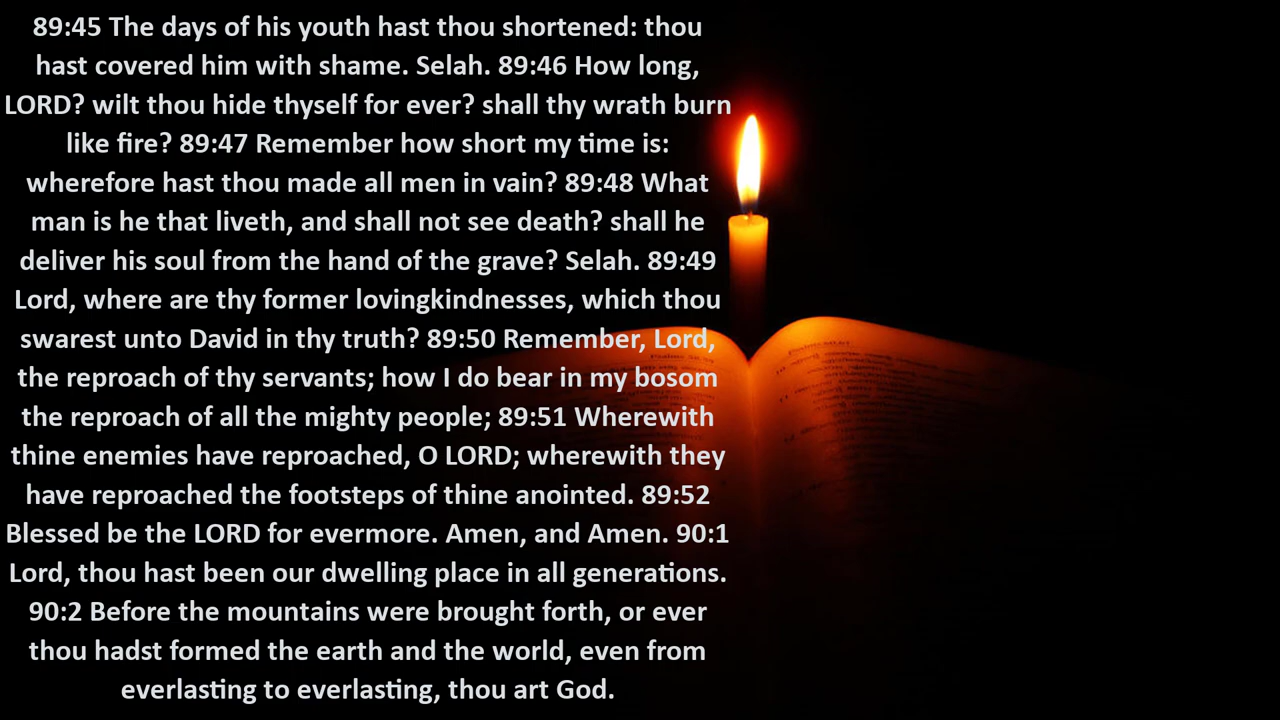 89:45 The days of his youth hast thou shortened: thou
hast covered him with shame. Selah. 89:46 How long,
LORD? wilt thou hide thyself for ever? shall thy wrath burn
like fire? 89:47 Remember how short my time is:
wherefore hast thou made all men in vain? 89:48 What
man is he that liveth, and shall not see death? shall he
deliver his soul from the hand of the grave? Selah. 89:49
Lord, where are thy former lovingkindnesses, which thou
swarest unto David in thy truth? 89:50 Remember, Lord,
the reproach of thy servants; how I do bear in my bosom
the reproach of all the mighty people; 89:51 Wherewith
thine enemies have reproached, O LORD; wherewith they
have reproached the footsteps of thine anointed. 89:52
Blessed be the LORD for evermore. Amen, and Amen. 90:1
Lord, thou hast been our dwelling place in all generations.
90:2 Before the mountains were brought forth, or ever
thou hadst formed the earth and the world, even from
everlasting to everlasting, thou art God.